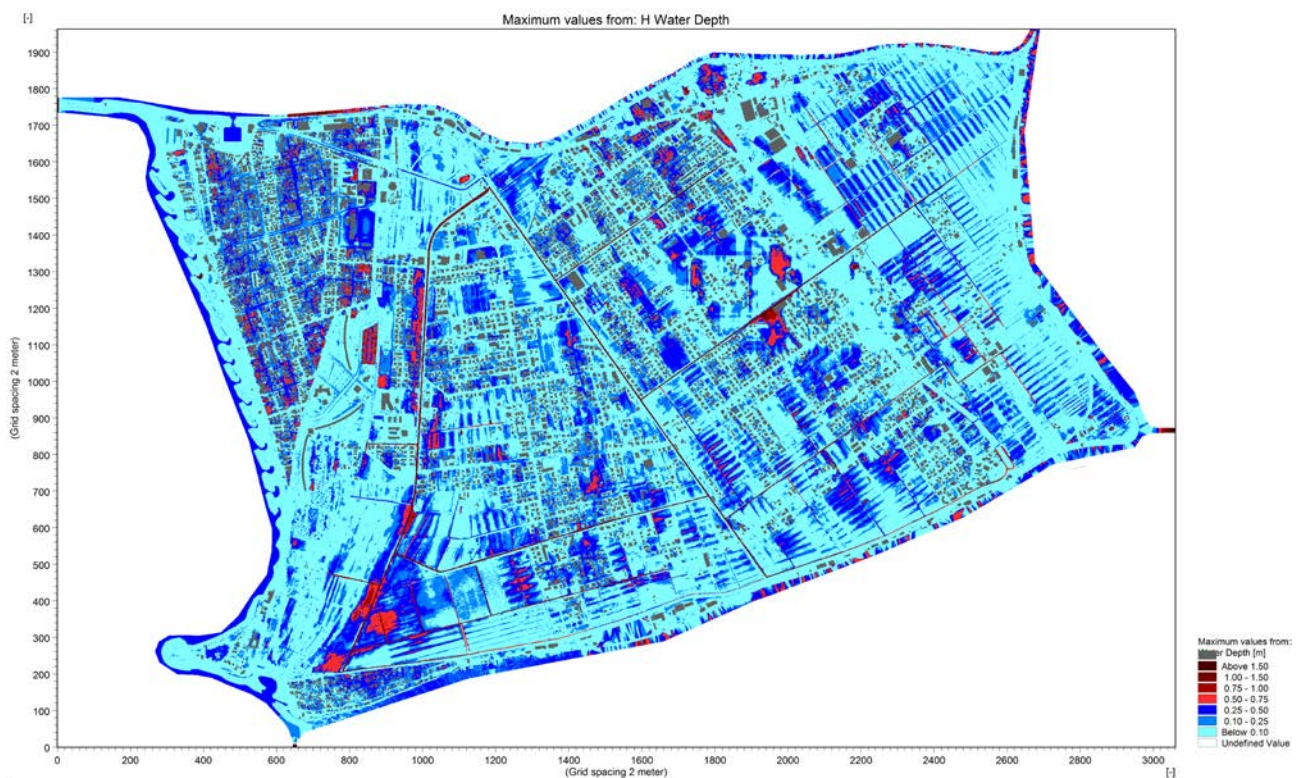 [-]
Maximum values from: H Water Depth
1900
1800
1700
1600
1500
1400
1300
1200
1100
1000
900
800
700
600
500
400
300
200
100
0
(Grid spacing 2 meter)
0 200 400 600 800 1000 1200 1400 1600 1800 2000 2200 2400 2600 2800 3000
(Grid spacing 2 meter)
[-]
Maximum values from::
Water Depth [m]
Above 1.50
1.00 - 1.50
0.75 - 1.00
0.50 - 0.75
0.25 - 0.50
0.10 - 0.25
Below 0.10
Undefined Value